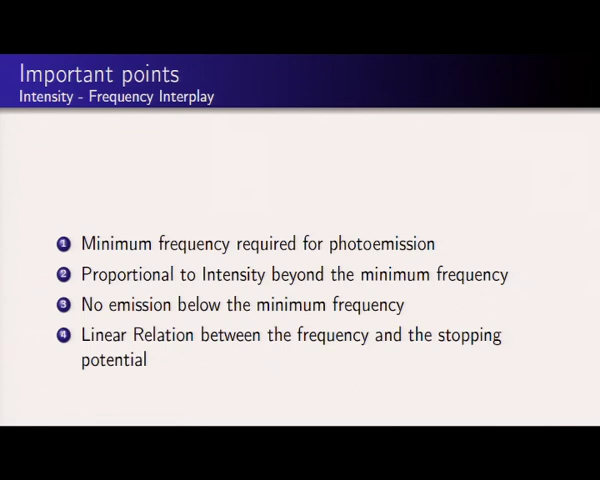 Important points
Intensity - Frequency Interplay
1 Minimum frequency required for photoemission
2 Proportional to Intensity beyond the minimum frequency
3 No emission below the minimum frequency
4 Linear Relation between the frequency and the stopping
potential